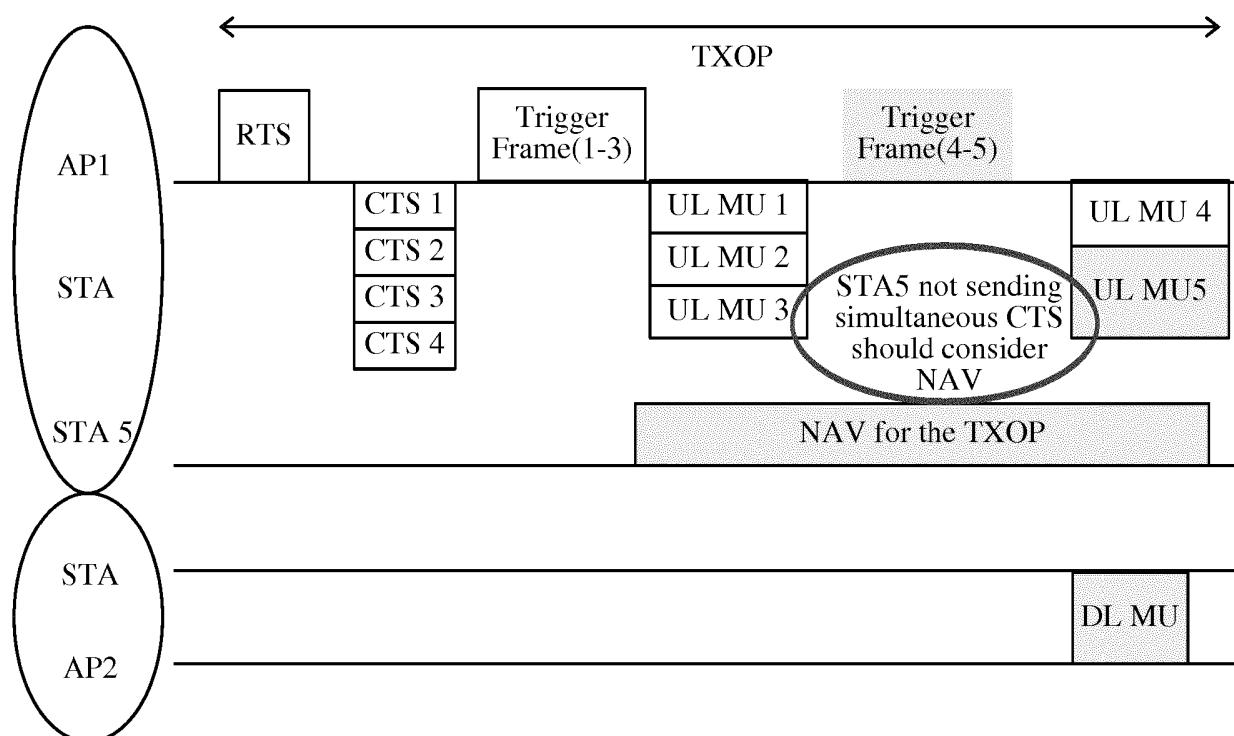 TXOP
RTS
Trigger
Frame(1-3)
Trigger
Frame(4-5)
AP1
CTS 1
CTS 2
CTS 3
CTS 4
UL MU 1
UL MU 2
UL MU 3
UL MU 4
UL MU5
STA
STA5 not sending
simultaneous CTS
should consider
NAV
STA 5
NAV for the TXOP
STA
DL MU
AP2